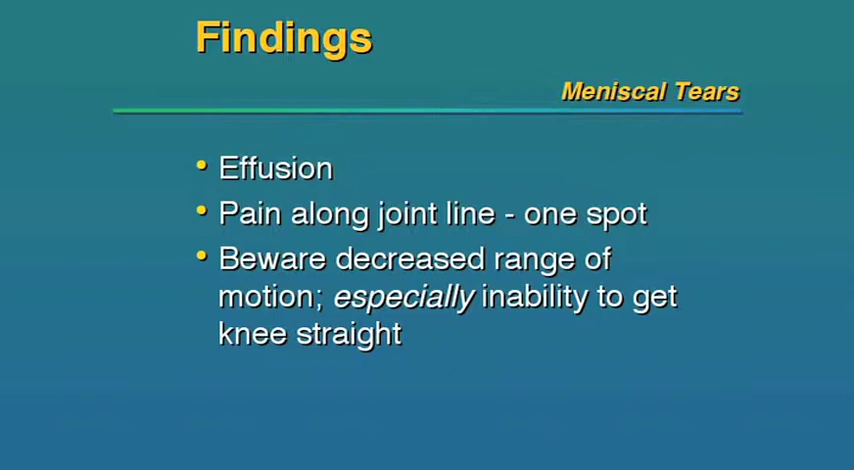 Findings
Meniscal Tears
• Effusion
• Pain along joint line - one spot
• Beware decreased range of
motion; especially inability to get
knee straight